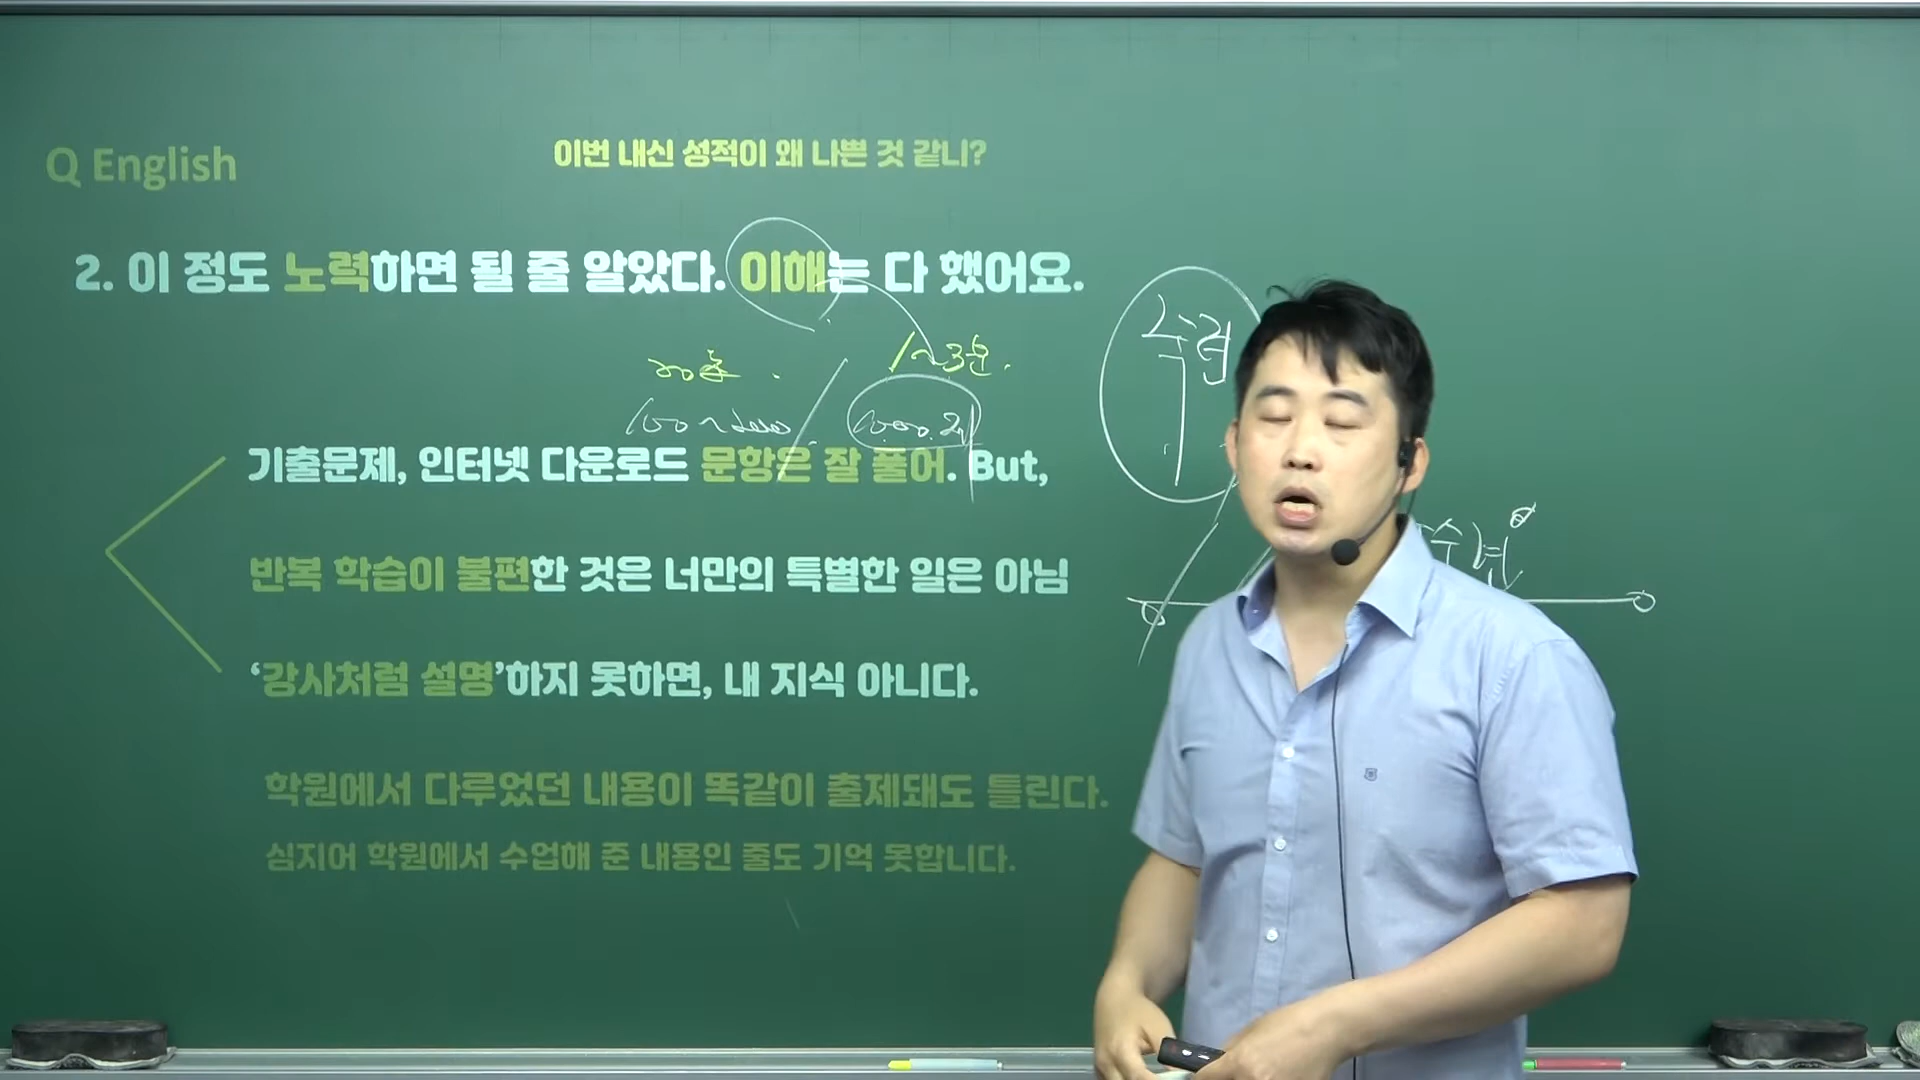 Q English
이번 내신 성적이 왜 나쁜 것 같니?
2. 이 정도 노력하면 될 줄 알았다. 이해는 다 했어요.
1~3분.
기출문제, 인터넷 다운로드 문항은 잘 풀어. But,
반복 학습이 불편한 것은 너만의 특별한 일은 아님
‘강사처럼 설명’하지 못하면, 내 지식 아니다.
학원에서 다루었던 내용이 똑같이 출제돼도 틀린다.
심지어 학원에서 수업해 준 내용인 줄도 기억 못합니다.